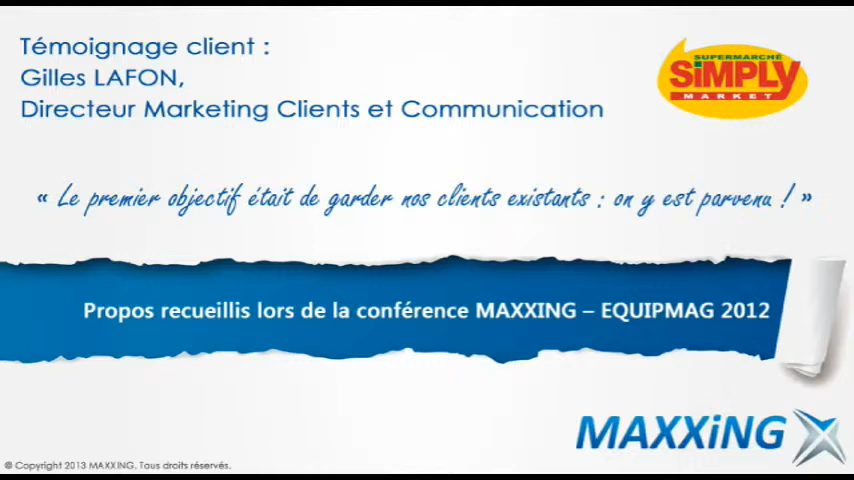 Témoignage client :
Gilles LAFON,
Directeur Marketing Clients et Communication
SUPERMARCHÉ
SiMPLY
MARKET
« Le premier objectif était de garder nos clients existants : on y est parvenu ! »
Propos recueillis lors de la conférence MAXXING – EQUIPMAG 2012
MAXXiNG
© Copyright 2013 MAXXING. Tous droits réservés.